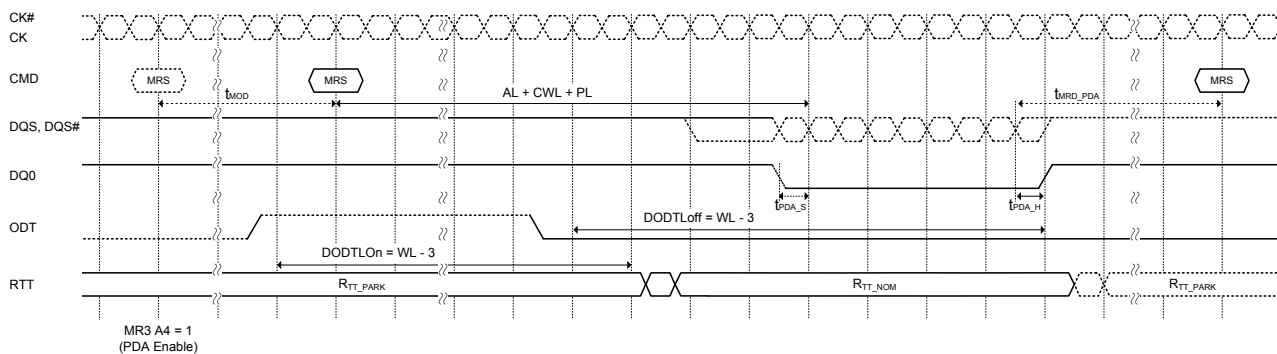 CK#
CK
CMD
MRS
MRS
MRS
tMOD
AL + CWL + PL
tMRD_PDA
DQS, DQS#
DQ0
tPDA_S
tPDA_H
ODT
DODTLoff = WL - 3
DODTLOn = WL - 3
RTT
RTT_PARK
RTT_NOM
RTT_PARK
MR3 A4 = 1
(PDA Enable)